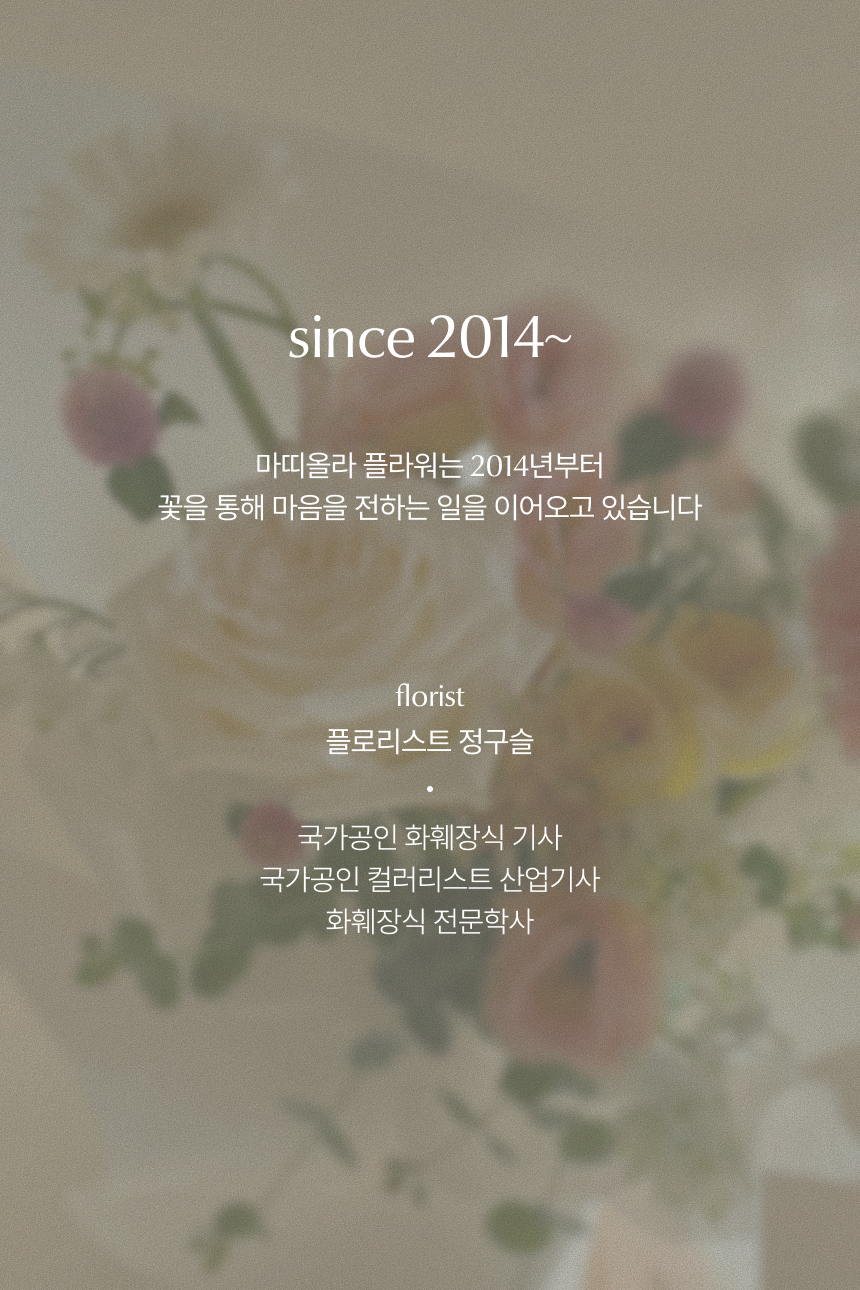 since 2014~
마띠올라 플라워는 2014년부터
꽃을 통해 마음을 전하는 일을 이어오고 있습니다
florist
플로리스트 정구슬
•
국가공인 화훼장식 기사
국가공인 컬러리스트 산업기사
화훼장식 전문학사